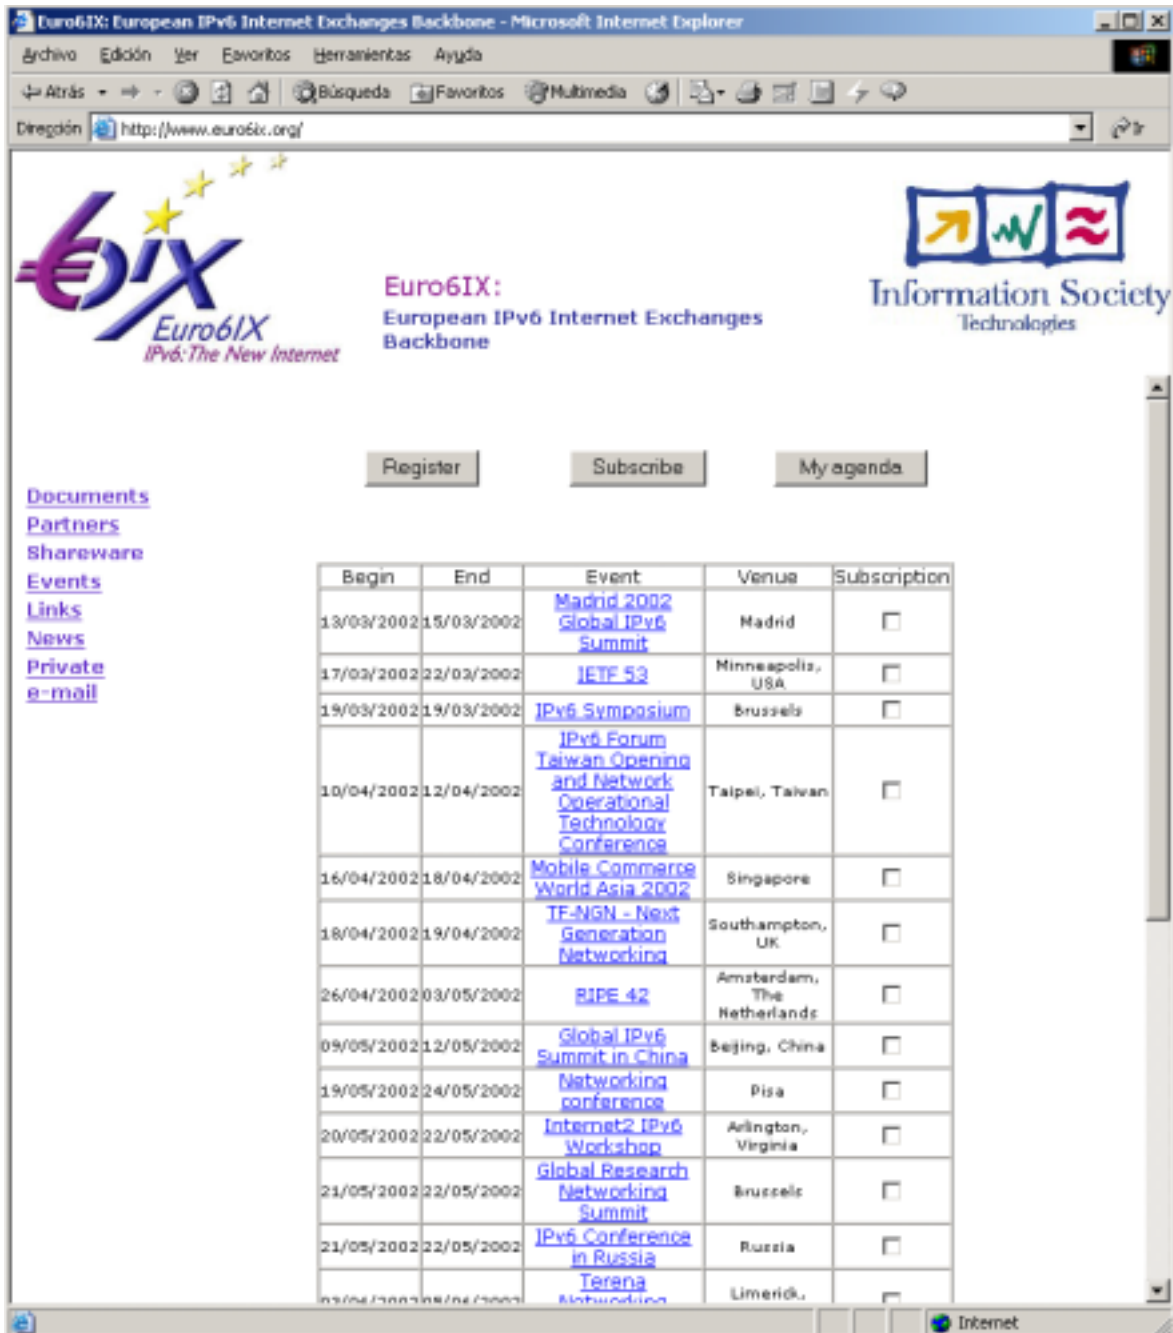 Euro6IX: European IPv6 Internet Exchanges Backbone - Microsoft Internet Explorer
Archivo Edición Ver Favoritos Herramientas Ayuda
Atrás Búsqueda Favoritos Multimedia
Dirección http://www.euro6ix.org/ Ir
Euro6IX
IPv6: The New Internet
Euro6IX:
European IPv6 Internet Exchanges
Backbone
Information Society
Technologies
Register Subscribe My agenda
Documents
Partners
Shareware
Events
Links
News
Private
e-mail
Begin End Event Venue Subscription
13/03/2002 15/03/2002 Madrid 2002
Global IPv6
Summit
Madrid
17/03/2002 22/03/2002 IETF 53
Minneapolis,
USA
19/03/2002 19/03/2002 IPv6 Symposium Brussels
10/04/2002 12/04/2002 IPv6 Forum
Taiwan Opening
and Network
Operational
Technology
Conference
Taipei, Taiwan
16/04/2002 18/04/2002 Mobile Commerce
World Asia 2002
Singapore
18/04/2002 19/04/2002 TF-NGN - Next
Generation
Networking
Southampton,
UK
26/04/2002 03/05/2002 RIPE 42
Amsterdam,
The
Netherlands
09/05/2002 12/05/2002 Global IPv6
Summit in China
Beijing, China
19/05/2002 24/05/2002 Networking
conference
Pisa
20/05/2002 22/05/2002 Internet2 IPv6
Workshop
Arlington,
Virginia
21/05/2002 22/05/2002 Global Research
Networking
Summit
Brussels
21/05/2002 22/05/2002 IPv6 Conference
in Russia
Russia
Terena
Networking
Limerick,
Internet